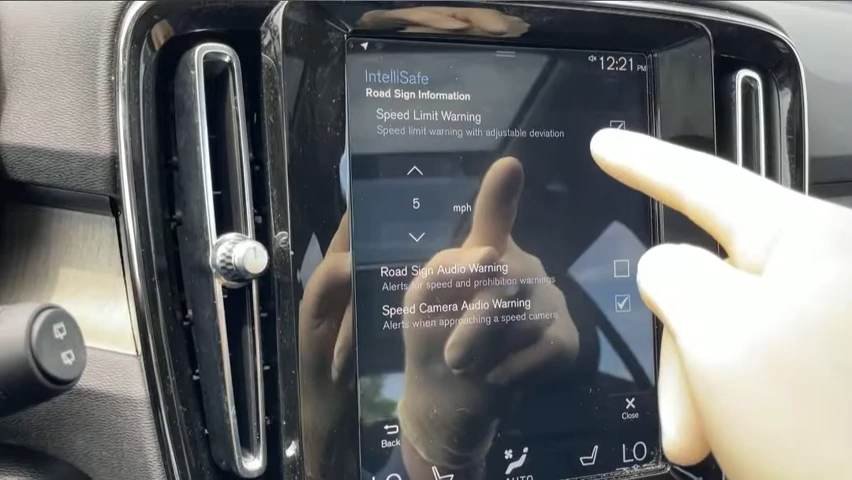 12:21 PM
IntelliSafe
Road Sign Information
Speed Limit Warning
Speed limit warning with adjustable deviation
5 mph
Road Sign Audio Warning
Alerts for speed and prohibition warnings
Speed Camera Audio Warning
Alerts when approaching a speed camera
Close
Back
LO
AUTO
LO